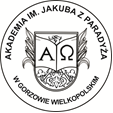 AKADEMIA IM. JAKUBA Z PARADYŻA
Α Ω
W GORZOWIE WIELKOPOLSKIM